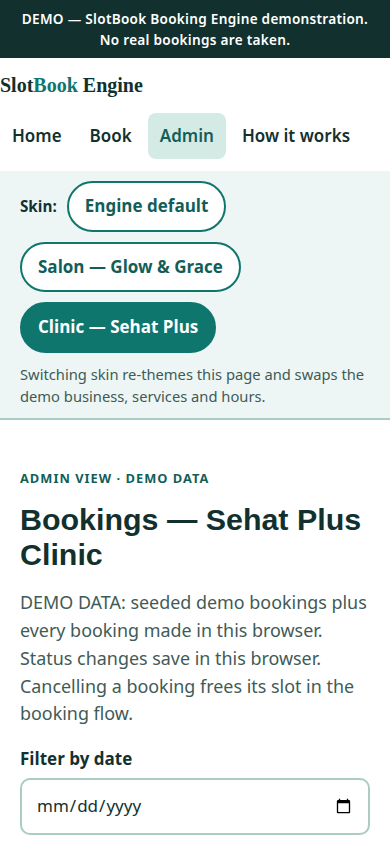 DEMO — SlotBook Booking Engine demonstration.
No real bookings are taken.
SlotBook Engine
Home Book Admin How it works
Skin: Engine default
Salon — Glow & Grace
Clinic — Sehat Plus
Switching skin re-themes this page and swaps the
demo business, services and hours.
ADMIN VIEW · DEMO DATA
Bookings — Sehat Plus
Clinic
DEMO DATA: seeded demo bookings plus
every booking made in this browser.
Status changes save in this browser.
Cancelling a booking frees its slot in the
booking flow.
Filter by date
mm/dd/yyyy